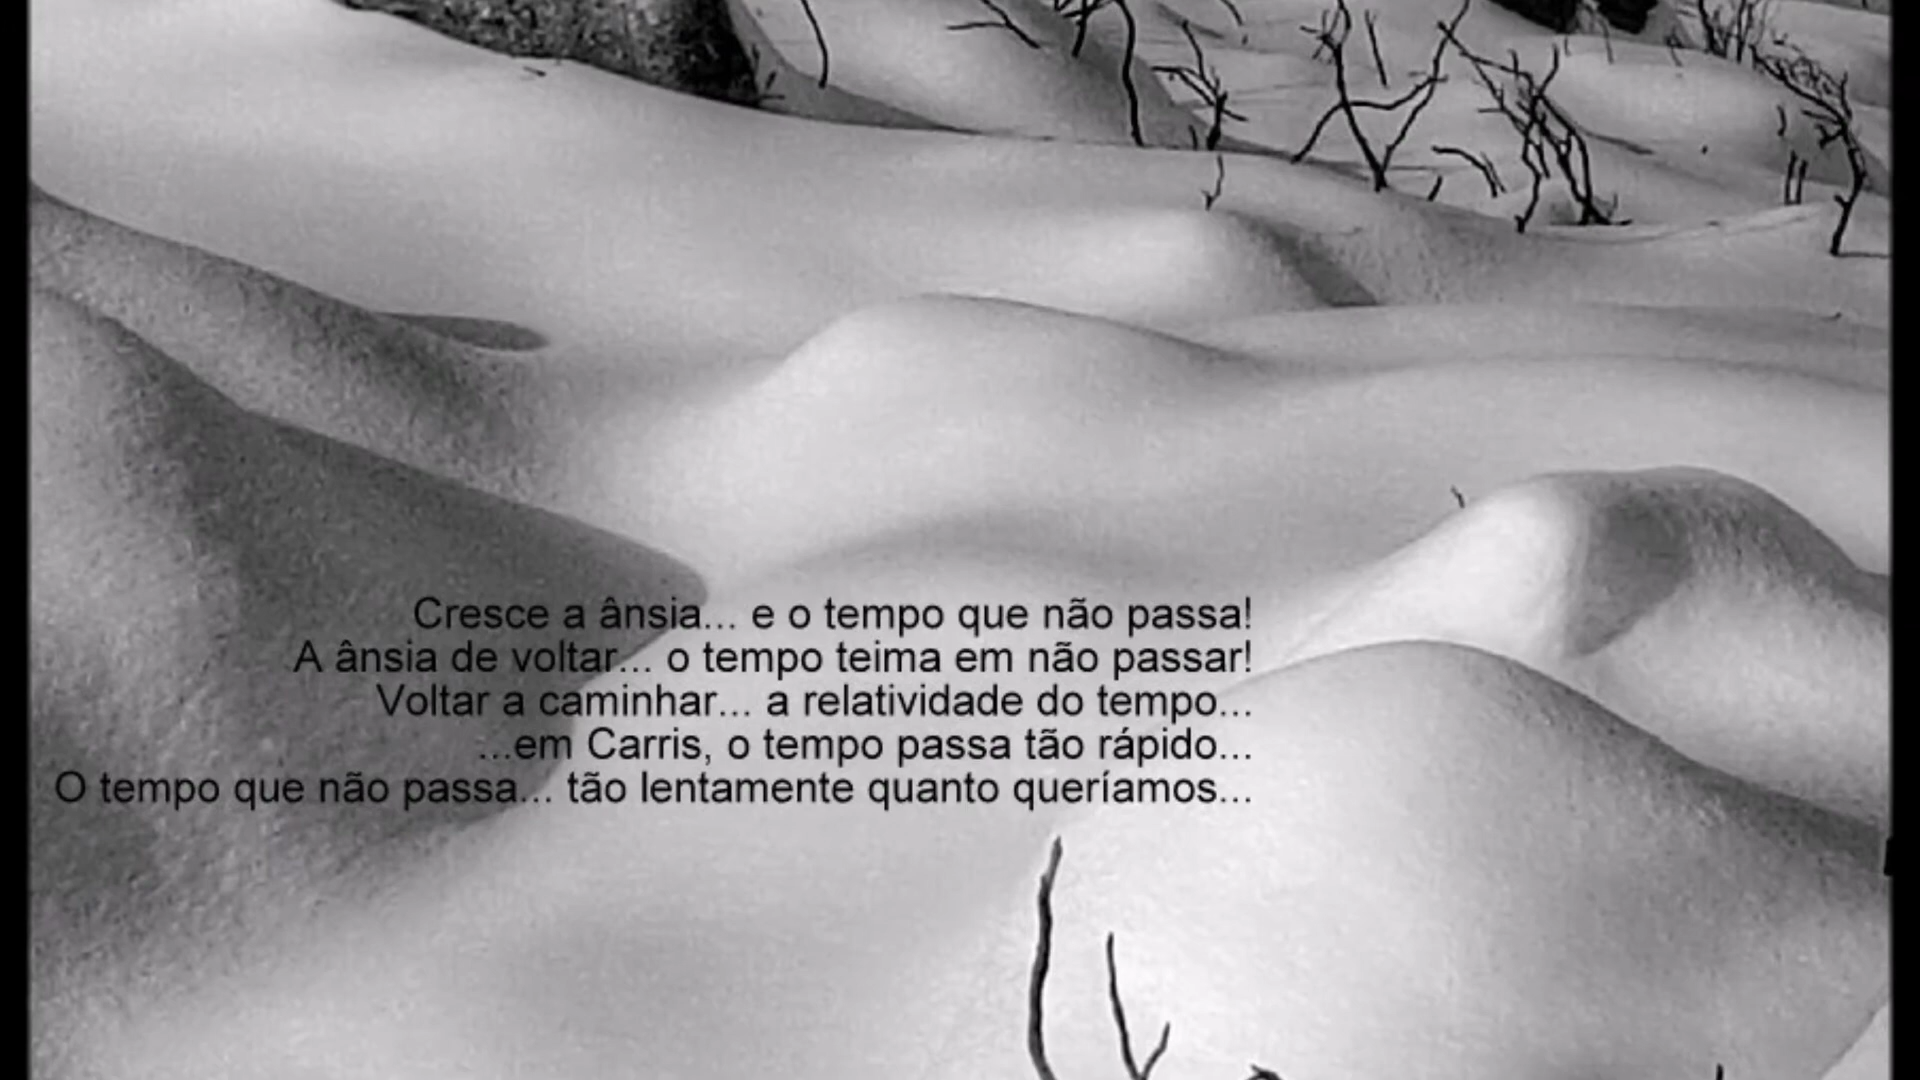 Cresce a ânsia... e o tempo que não passa!
A ânsia de voltar... o tempo teima em não passar!
Voltar a caminhar... a relatividade do tempo...
...em Carris, o tempo passa tão rápido...
O tempo que não passa... tão lentamente quanto queríamos...